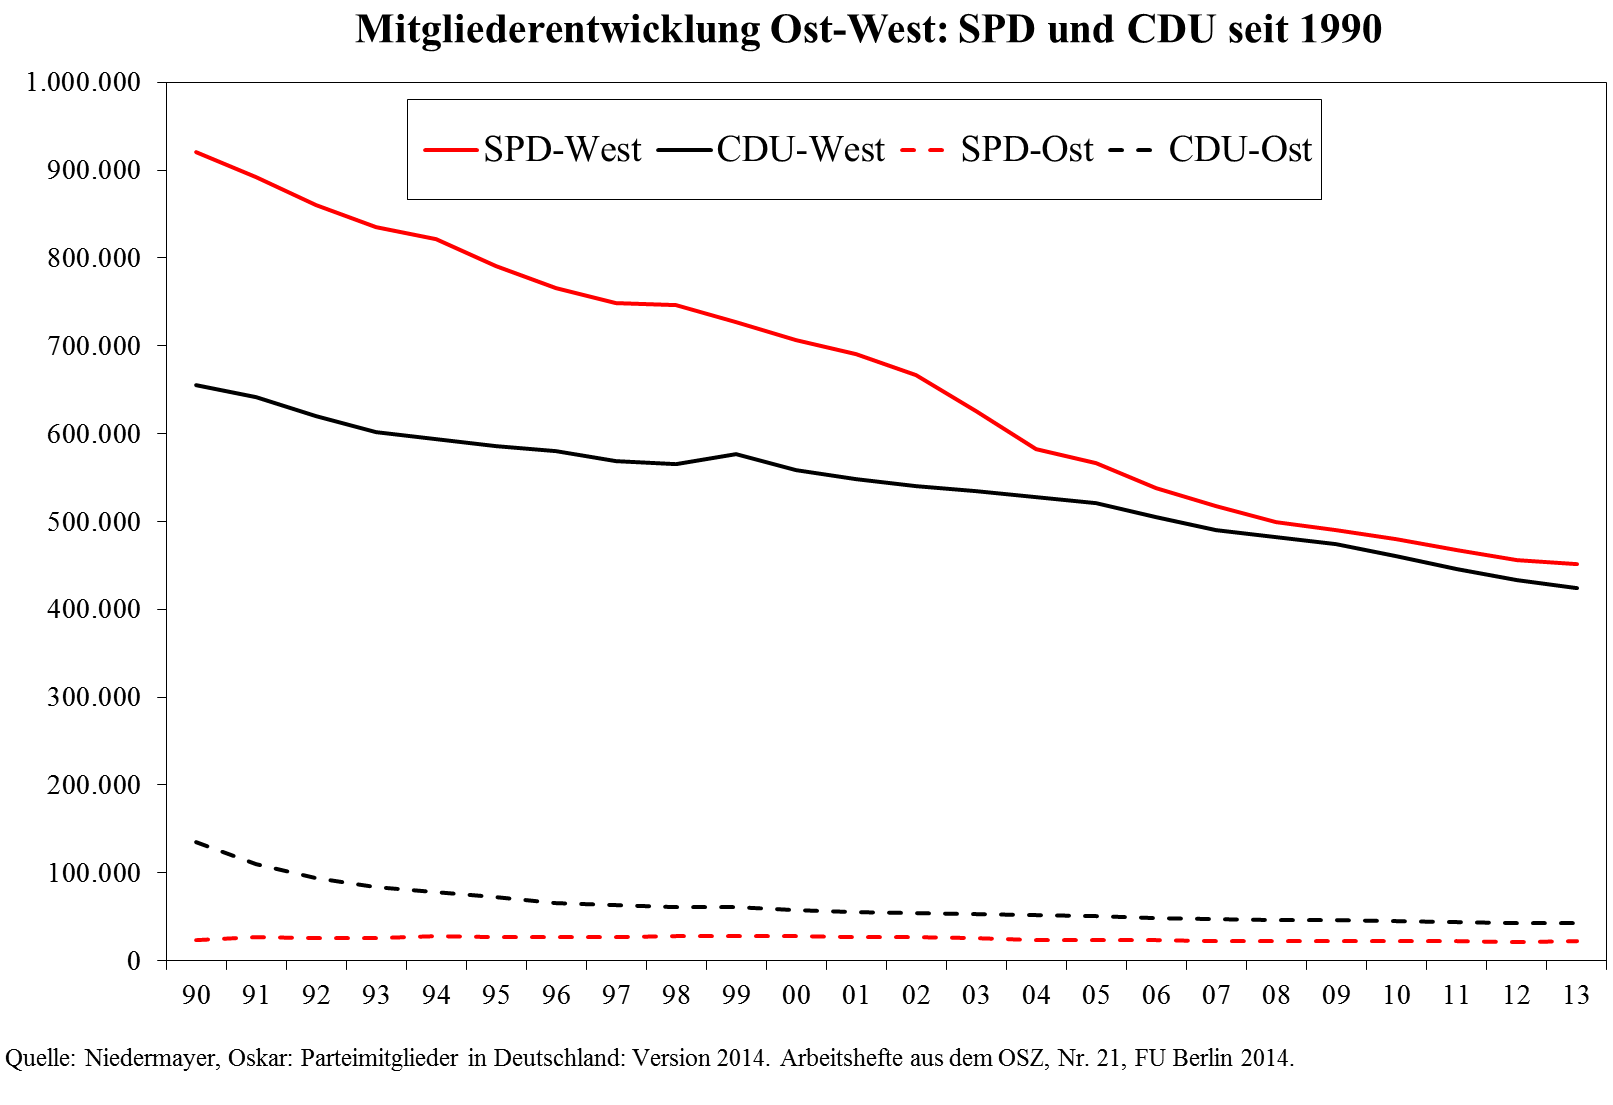 Mitgliederentwicklung Ost-West: SPD und CDU seit 1990
1.000.000
SPD-West CDU-West SPD-Ost CDU-Ost
900.000
800.000
700.000
600.000
500.000
400.000
300.000
200.000
100.000
0
90 91 92 93 94 95 96 97 98 99 00 01 02 03 04 05 06 07 08 09 10 11 12 13
Quelle: Niedermayer, Oskar: Parteimitglieder in Deutschland: Version 2014. Arbeitshefte aus dem OSZ, Nr. 21, FU Berlin 2014.